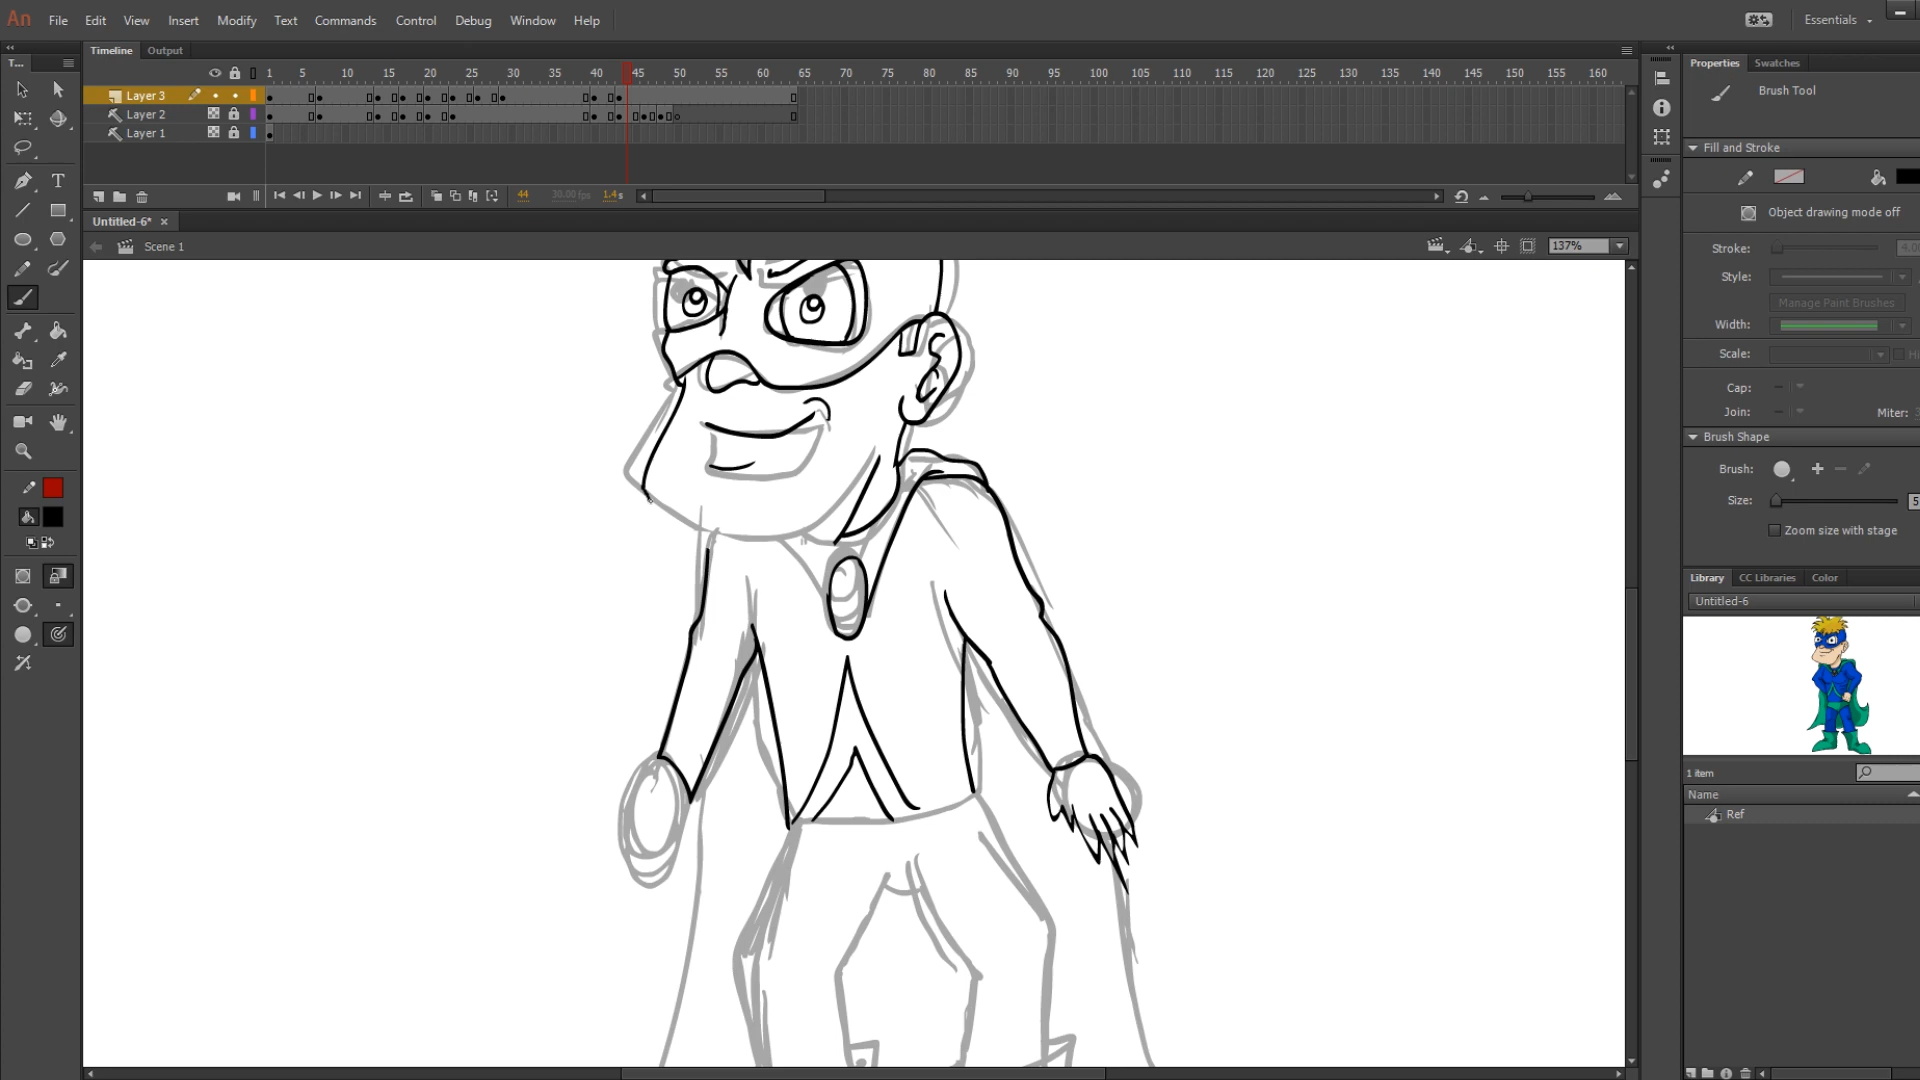 An File Edit View Insert Modify Text Commands Control Debug Window Help Essentials
Timeline Output
T...
1 5 10 15 20 25 30 35 40 45 50 55 60 65 70 75 80 85 90 95 100 105 110 115 120 125 130 135 140 145 150 155 160
Layer 3
Layer 2
Layer 1
44 30.00 fps 1.4 s
Untitled-6* ×
Scene 1
137%
Properties Swatches
Brush Tool
Fill and Stroke
Object drawing mode off
Stroke:
Style:
Manage Paint Brushes
Width:
Scale:
Cap:
Join: Miter:
Brush Shape
Brush:
Size: 5
Zoom size with stage
Library CC Libraries Color
Untitled-6
1 item
Name
Ref